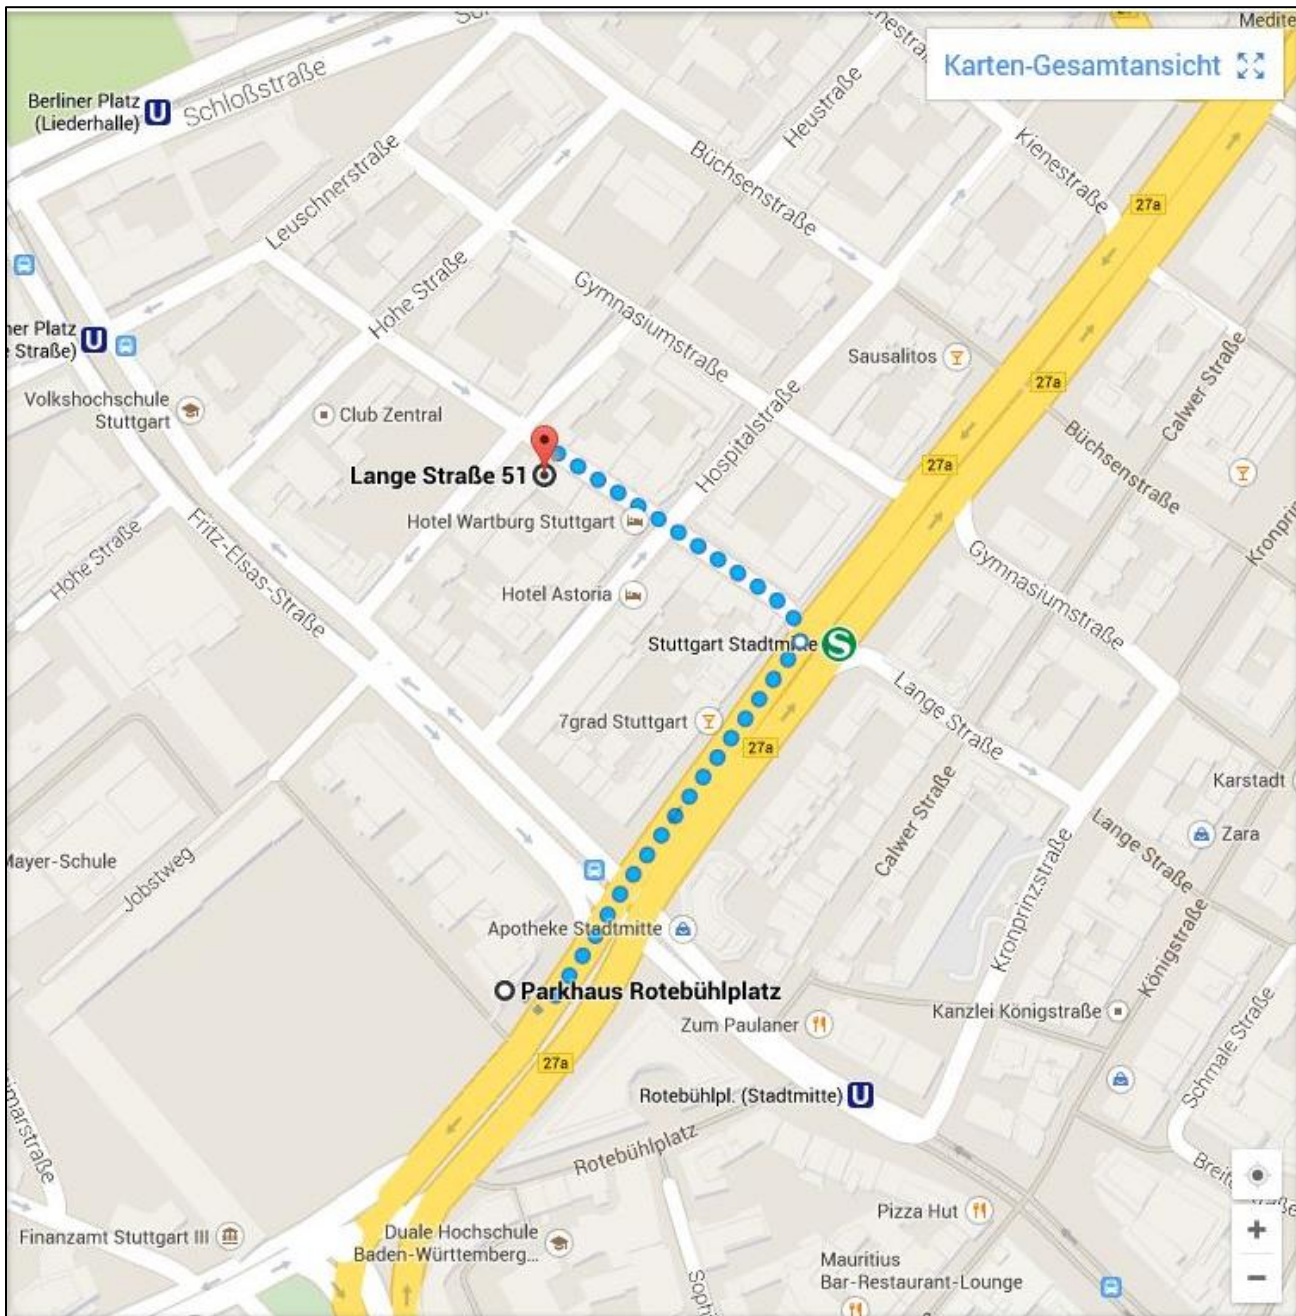 Karten-Gesamtansicht
27a
Berliner Platz
(Liederhalle)
U
Schloßstraße
Heustraße
Kienestraße
Büchsenstraße
Leuschnerstraße
27a
Hohe Straße
Gymnasiumstraße
U
Sausalitos
27a
Calwer Straße
Volkshochschule
Stuttgart
Club Zentral
Hospitalstraße
Büchsenstraße
27a
Lange Straße 51
Hotel Wartburg Stuttgart
Hohe Straße
Fritz-Elsas-Straße
Hotel Astoria
Gymnasiumstraße
Stuttgart Stadtmitte
S
Lange Straße
7grad Stuttgart
27a
Karstadt
Calwer Straße
Zara
Lange Straße
Mayer-Schule
Jobstweg
Kronprinzstraße
Apotheke Stadtmitte
Königstraße
Parkhaus Rotebühlplatz
Kanzlei Königstraße
Zum Paulaner
Schmale Straße
27a
Rotebühlpl. (Stadtmitte)
U
Rotebühlplatz
Pizza Hut
Finanzamt Stuttgart III
Duale Hochschule
Baden-Württemberg...
Mauritius
Bar-Restaurant-Lounge